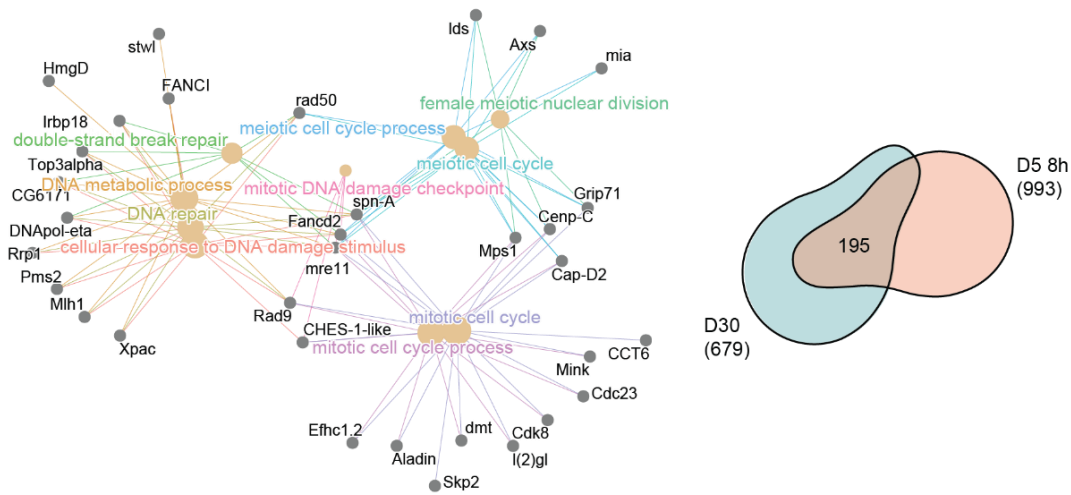 lds
Axs
stwl
mia
HmgD
FANCI
rad50
female meiotic nuclear division
Irbp18
meiotic cell cycle process
double-strand break repair
Top3alpha
meiotic cell cycle
DNA metabolic process
mitotic DNA damage checkpoint
CG6171
Grip71
spn-A
DNA repair
Cenp-C
DNApol-eta
Fancd2
cellular response to DNA damage stimulus
Mps1
Rrp1
mre11
Cap-D2
Pms2
Mlh1
Rad9
mitotic cell cycle
CHES-1-like
mitotic cell cycle process
Xpac
CCT6
Mink
Cdc23
Efhc1.2
dmt
Cdk8
Aladin
l(2)gl
Skp2
D5 8h
(993)
195
D30
(679)